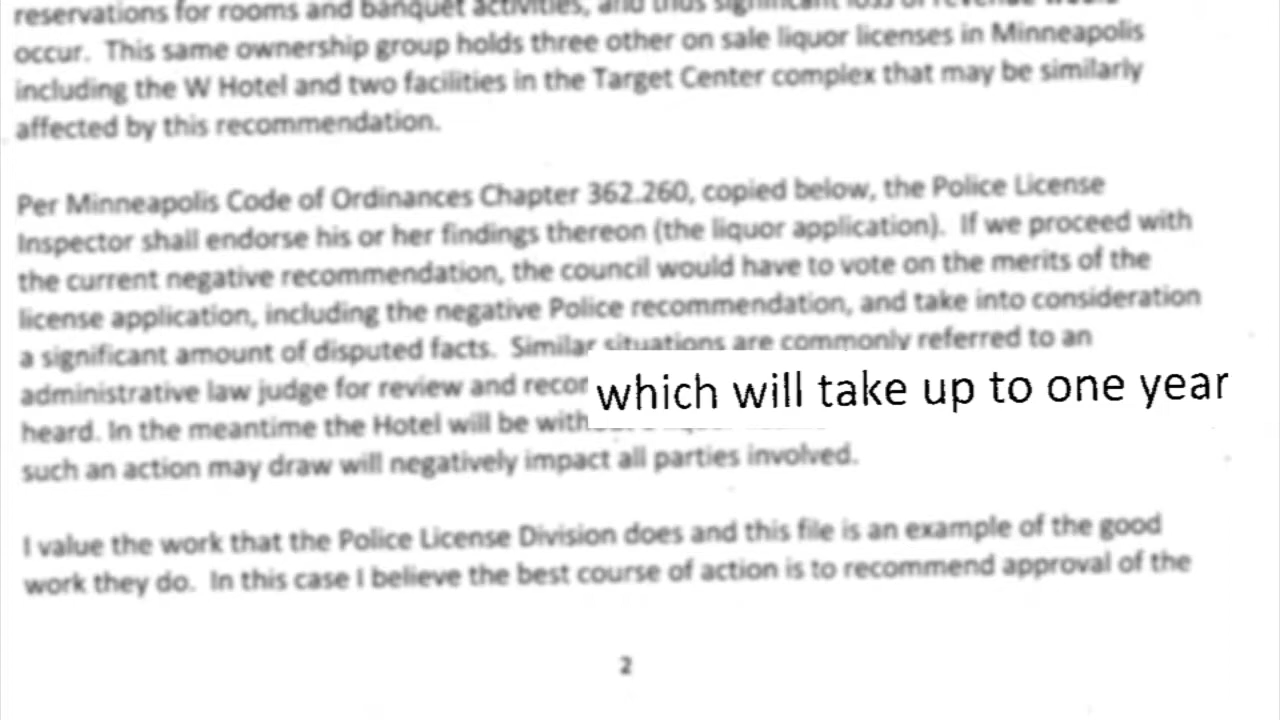 reservations for rooms and banquet activities, and thus significant loss of revenue would
occur. This same ownership group holds three other on sale liquor licenses in Minneapolis
including the W Hotel and two facilities in the Target Center complex that may be similarly
affected by this recommendation.
Per Minneapolis Code of Ordinances Chapter 362.260, copied below, the Police License
Inspector shall endorse his or her findings thereon (the liquor application). If we proceed with
the current negative recommendation, the council would have to vote on the merits of the
license application, including the negative Police recommendation, and take into consideration
a significant amount of disputed facts. Similar situations are commonly referred to an
administrative law judge for review and recor
which will take up to one year
heard. In the meantime the Hotel will be with
such an action may draw will negatively impact all parties involved.
I value the work that the Police License Division does and this file is an example of the good
work they do. In this case I believe the best course of action is to recommend approval of the
2